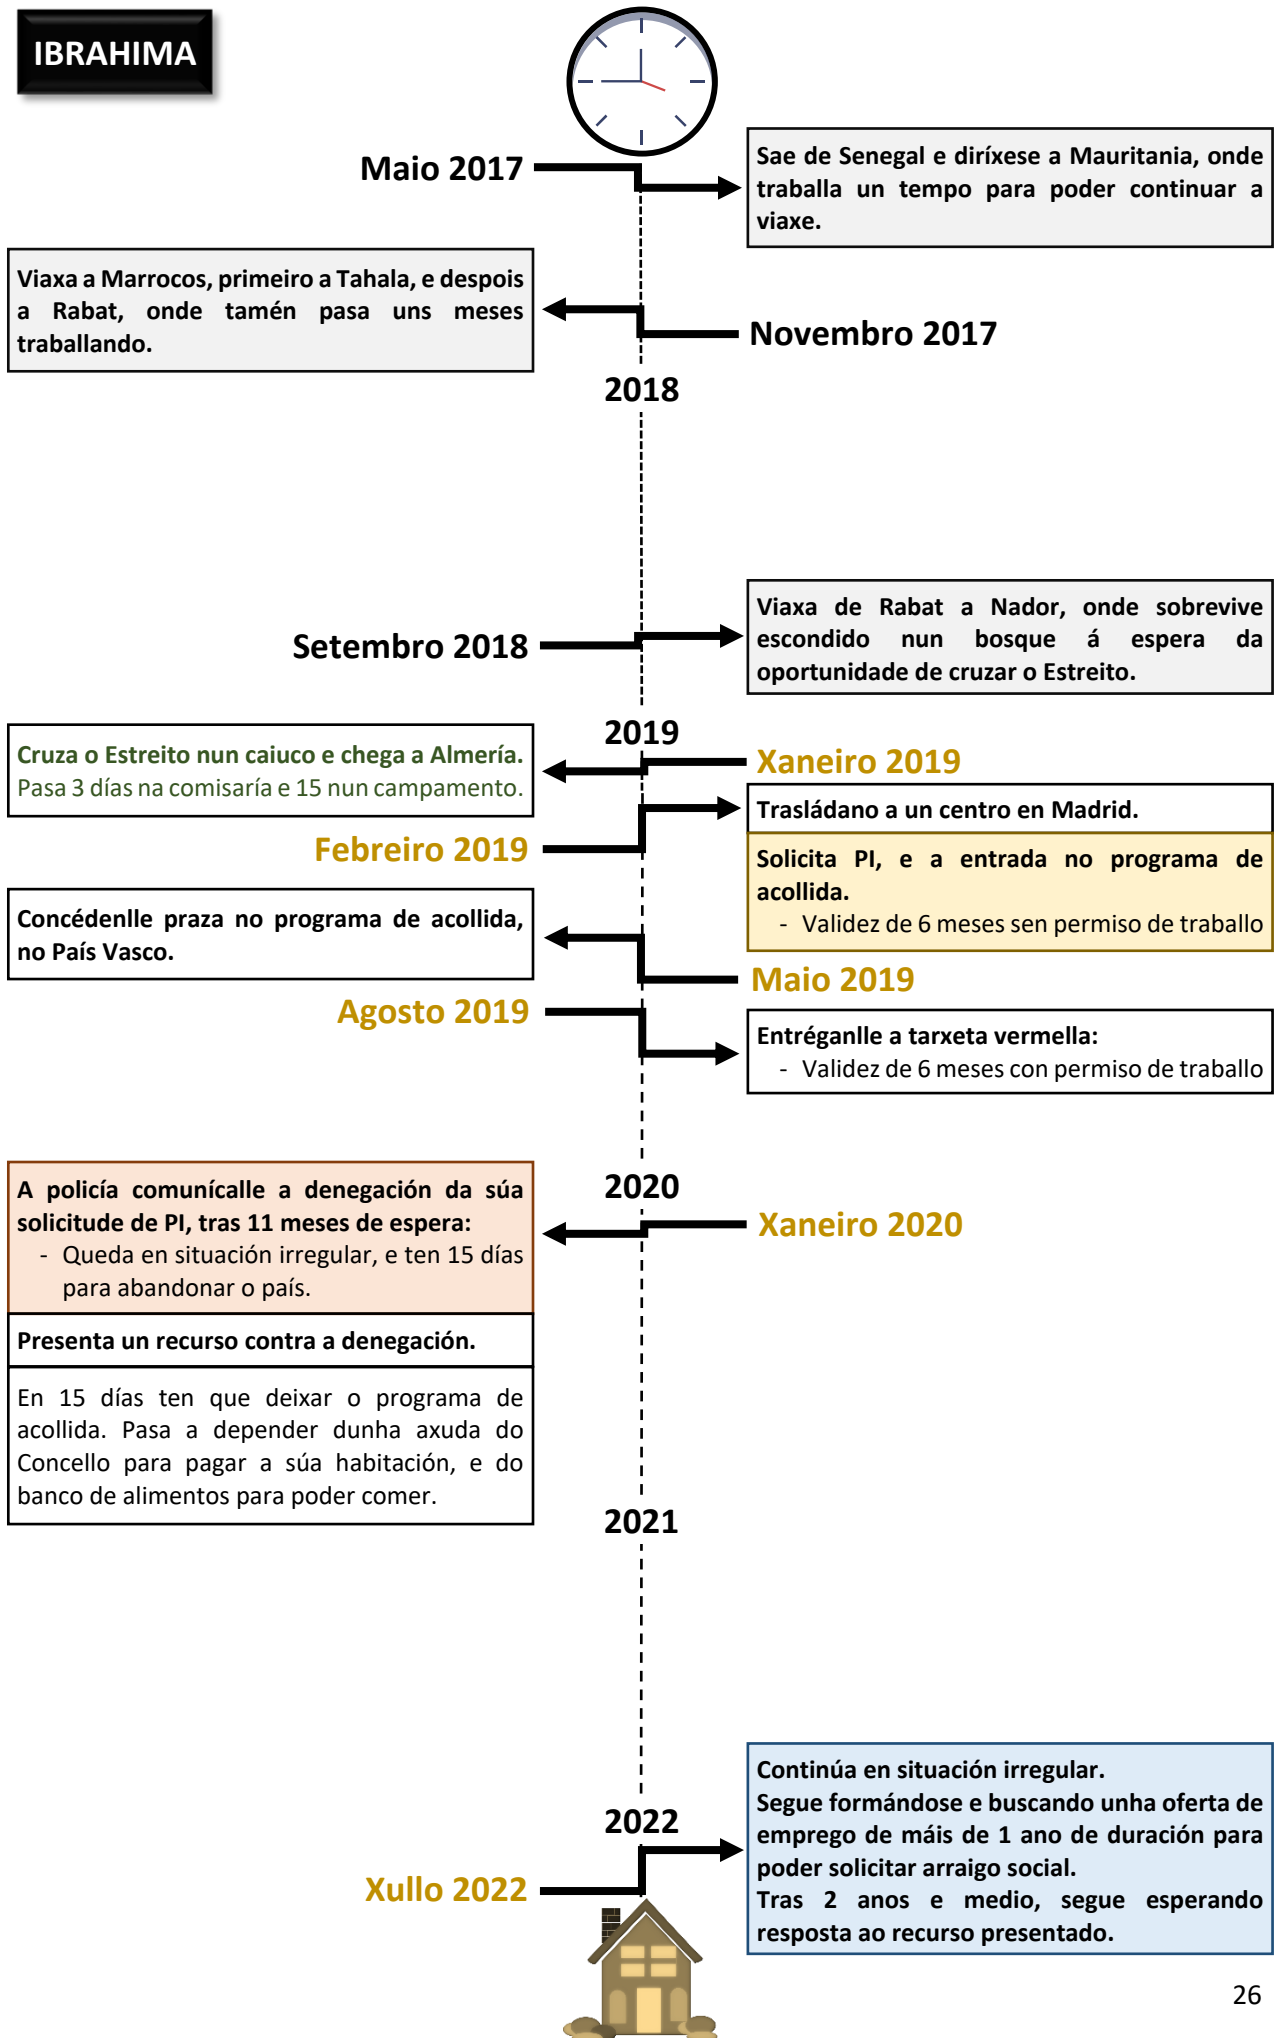 IBRAHIMA
Maio 2017
Sae de Senegal e diríxese a Mauritania, onde
traballa un tempo para poder continuar a
viaxe.
Viaxa a Marrocos, primeiro a Tahala, e despois
a Rabat, onde tamén pasa uns meses
traballando.
Novembro 2017
2018
Setembro 2018
Viaxa de Rabat a Nador, onde sobrevive
escondido nun bosque á espera da
oportunidade de cruzar o Estreito.
2019
Cruza o Estreito nun caiuco e chega a Almería.
Pasa 3 días na comisaría e 15 nun campamento.
Xaneiro 2019
Febreiro 2019
Trasládano a un centro en Madrid.
Solicita PI, e a entrada no programa de
acollida.
- Validez de 6 meses sen permiso de traballo
Concédenlle praza no programa de acollida,
no País Vasco.
Maio 2019
Agosto 2019
Entréganlle a tarxeta vermella:
- Validez de 6 meses con permiso de traballo
2020
A policía comunícalle a denegación da súa
solicitude de PI, tras 11 meses de espera:
- Queda en situación irregular, e ten 15 días
para abandonar o país.
Xaneiro 2020
Presenta un recurso contra a denegación.
En 15 días ten que deixar o programa de
acollida. Pasa a depender dunha axuda do
Concello para pagar a súa habitación, e do
banco de alimentos para poder comer.
2021
2022
Xullo 2022
Continúa en situación irregular.
Segue formándose e buscando unha oferta de
emprego de máis de 1 ano de duración para
poder solicitar arraigo social.
Tras 2 anos e medio, segue esperando
resposta ao recurso presentado.
26